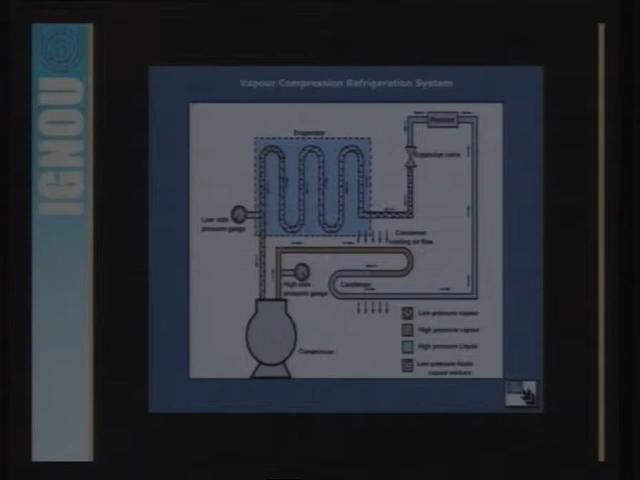 IGNOU
Vapour Compression Refrigeration System
Evaporator
Receiver
Expansion valve
Low side
pressure gauge
Condenser
cooling air flow
High side
pressure gauge
Condenser
Compressor
Low pressure vapour
High pressure vapour
High pressure Liquid
Low pressure liquid
vapour mixture